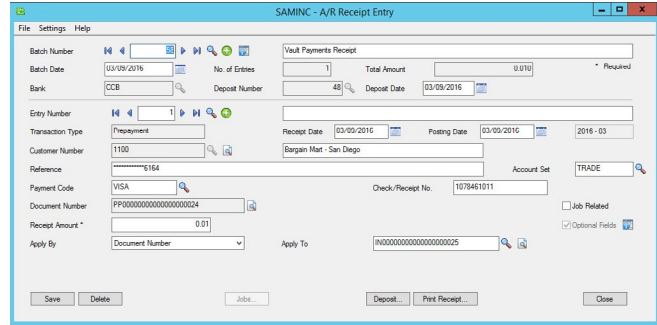 SAMINC - A/R Receipt Entry
File Settings Help
Batch Number Vault Payments Receipt
Batch Date 03/09/2016 No. of Entries 1 Total Amount 0.010 * Required
Bank CCB Deposit Number 48 Deposit Date 03/09/2016
Entry Number 1
Transaction Type Prepayment Receipt Date 03/09/2016 Posting Date 03/09/2016 2016 - 03
Customer Number 1100 Bargain Mart - San Diego
Reference ************6164 Account Set TRADE
Payment Code VISA Check/Receipt No. 1078461011
Document Number PP00000000000000000024 Job Related
Receipt Amount * 0.01 Optional Fields
Apply By Document Number Apply To IN00000000000000000025
Save Delete Jobs... Deposit... Print Receipt... Close